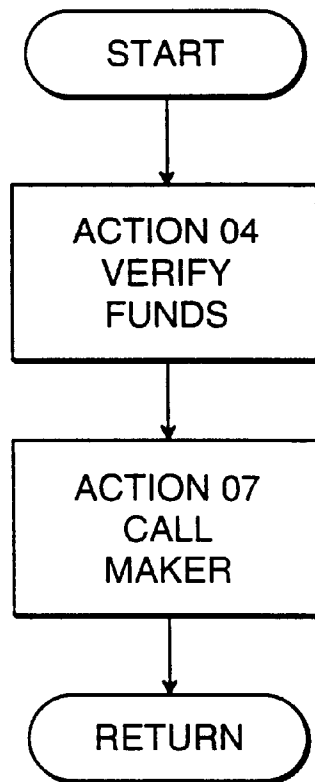 START
ACTION 04
VERIFY
FUNDS
ACTION 07
CALL
MAKER
RETURN